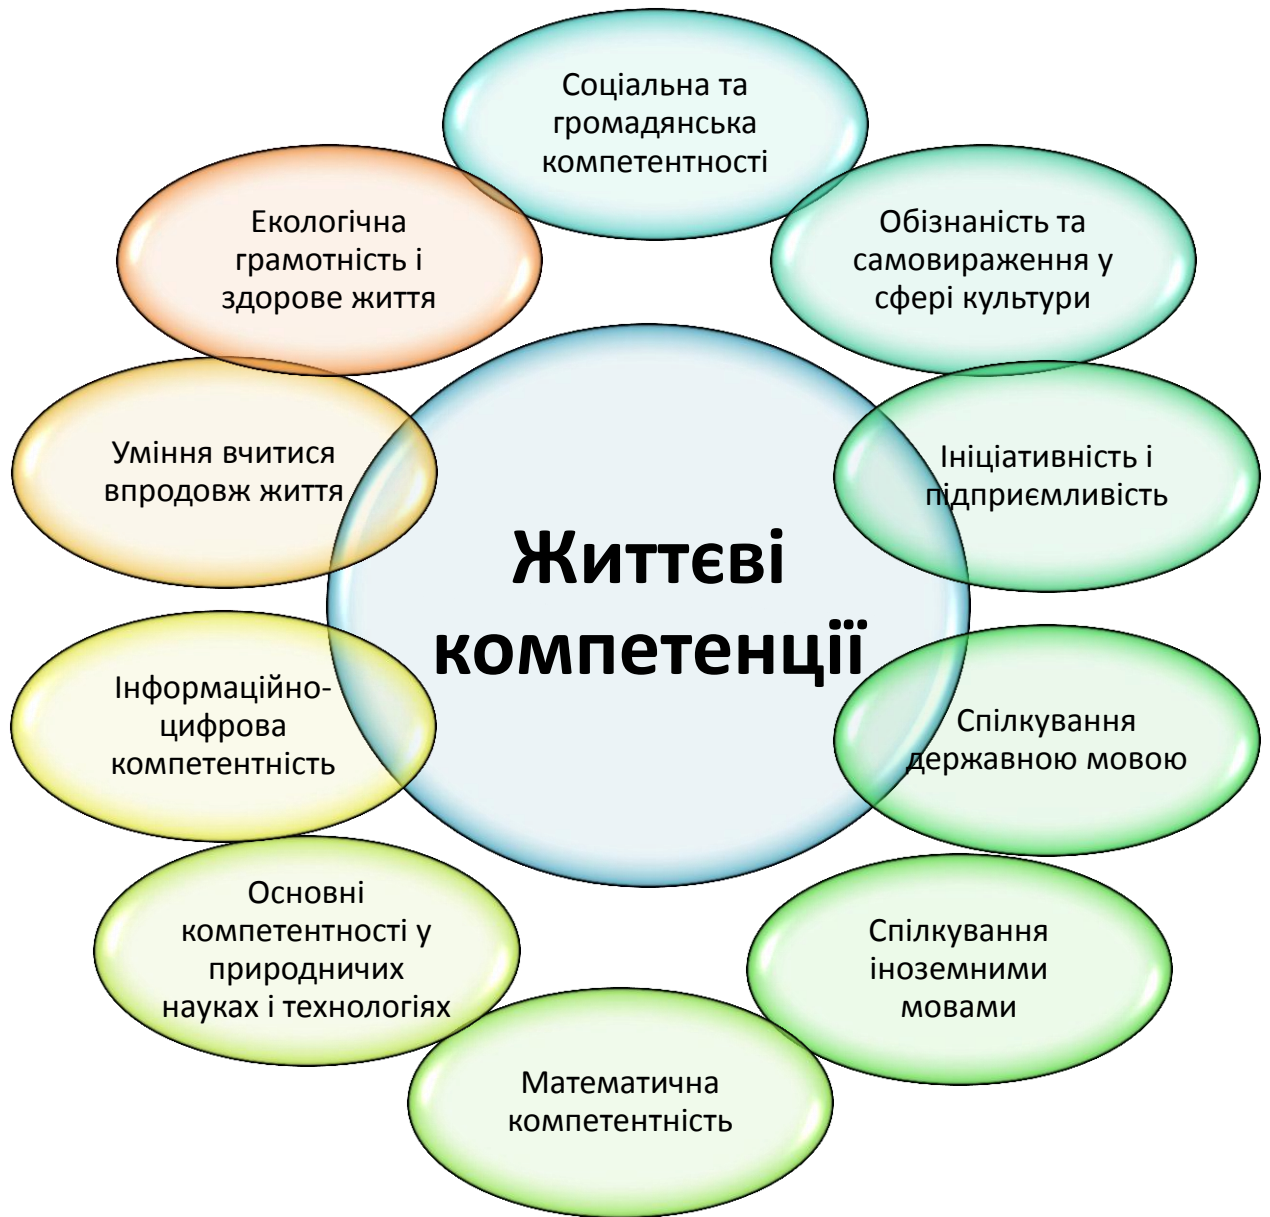 Соціальна та
громадянська
компетентності
Обізнаність та
самовираження у
сфері культури
Ініціативність і
підприємливість
Спілкування
державною мовою
Спілкування
іноземними
мовами
Математична
компетентність
Основні
компетентності у
природничих
науках і технологіях
Інформаційно-
цифрова
компетентність
Уміння вчитися
впродовж життя
Екологічна
грамотність і
здорове життя
Життєві
компетенції